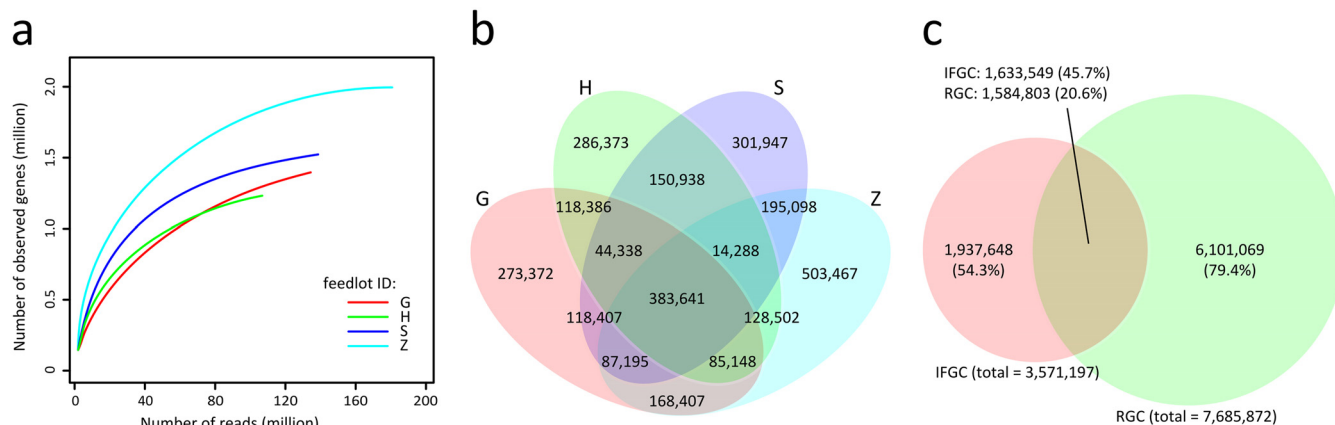 a
Number of observed genes (million)
2.0
1.5
1.0
0.5
0
feedlot ID:
G
H
S
Z
0
40
80
120
160
200
Number of reads (million)
b
H
S
G
Z
286,373
301,947
150,938
118,386
195,098
44,338
14,288
273,372
503,467
383,641
118,407
128,502
87,195
85,148
168,407
c
IFGC: 1,633,549 (45.7%)
RGC: 1,584,803 (20.6%)
1,937,648
(54.3%)
6,101,069
(79.4%)
IFGC (total = 3,571,197)
RGC (total = 7,685,872)